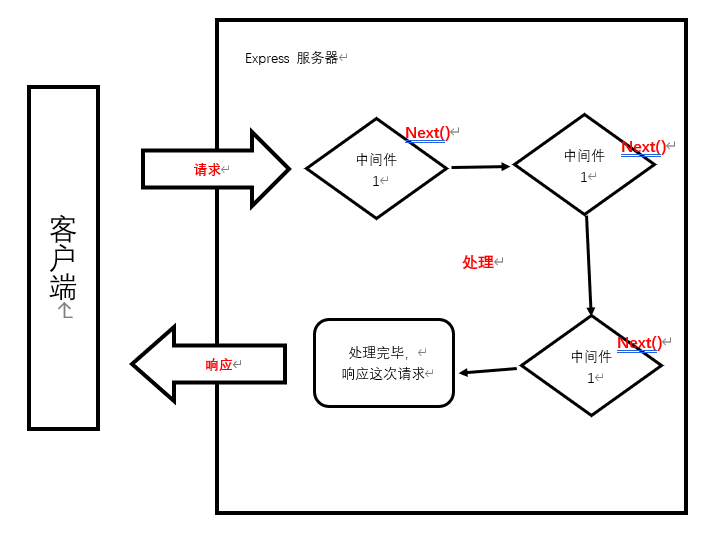 Express 服务器
客户端
请求
中间件
1
Next()
中间件
1
Next()
处理
中间件
1
Next()
处理完毕，
响应这次请求
响应